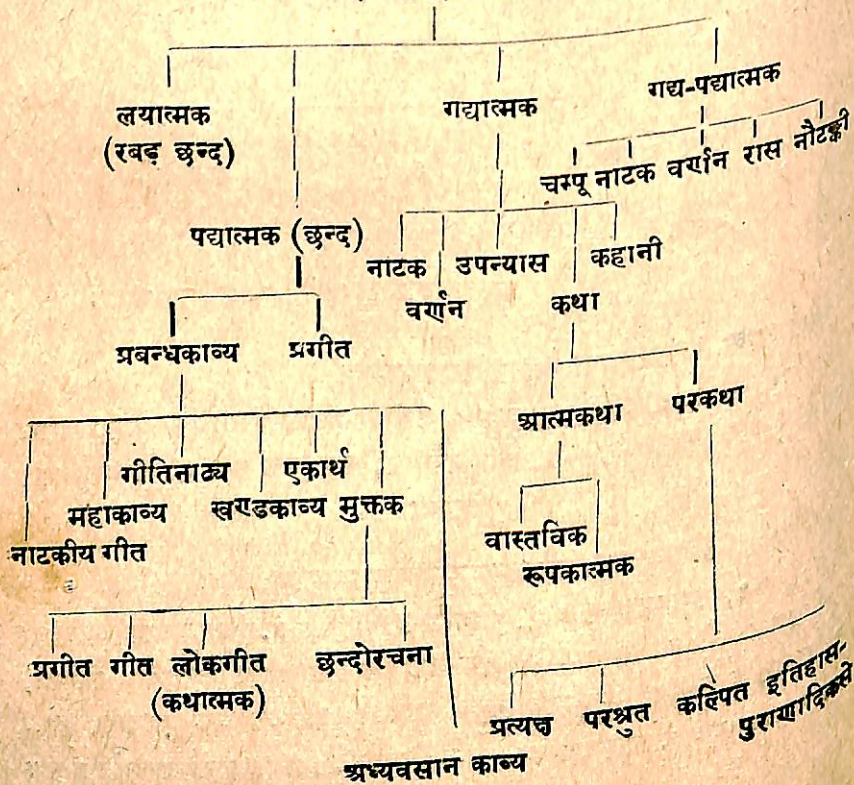 लयात्मक
(रबड़ छन्द)
गद्यात्मक
गद्य-पद्यात्मक
चम्पू नाटक वर्णन रास नौटङ्की
पद्यात्मक (छन्द)
नाटक उपन्यास कहानी
वर्णन कथा
प्रबन्धकाव्य प्रगीत
आत्मकथा परकथा
गीतिनाट्य एकार्थ
महाकाव्य खण्डकाव्य मुक्तक
नाटकीय गीत
वास्तविक
रूपकात्मक
प्रगीत गीत लोकगीत छन्दोरचना
(कथात्मक)
प्रत्यक्ष परश्रुत कल्पित इतिहास-
पुराणादिकसे
अध्यवसान काव्य